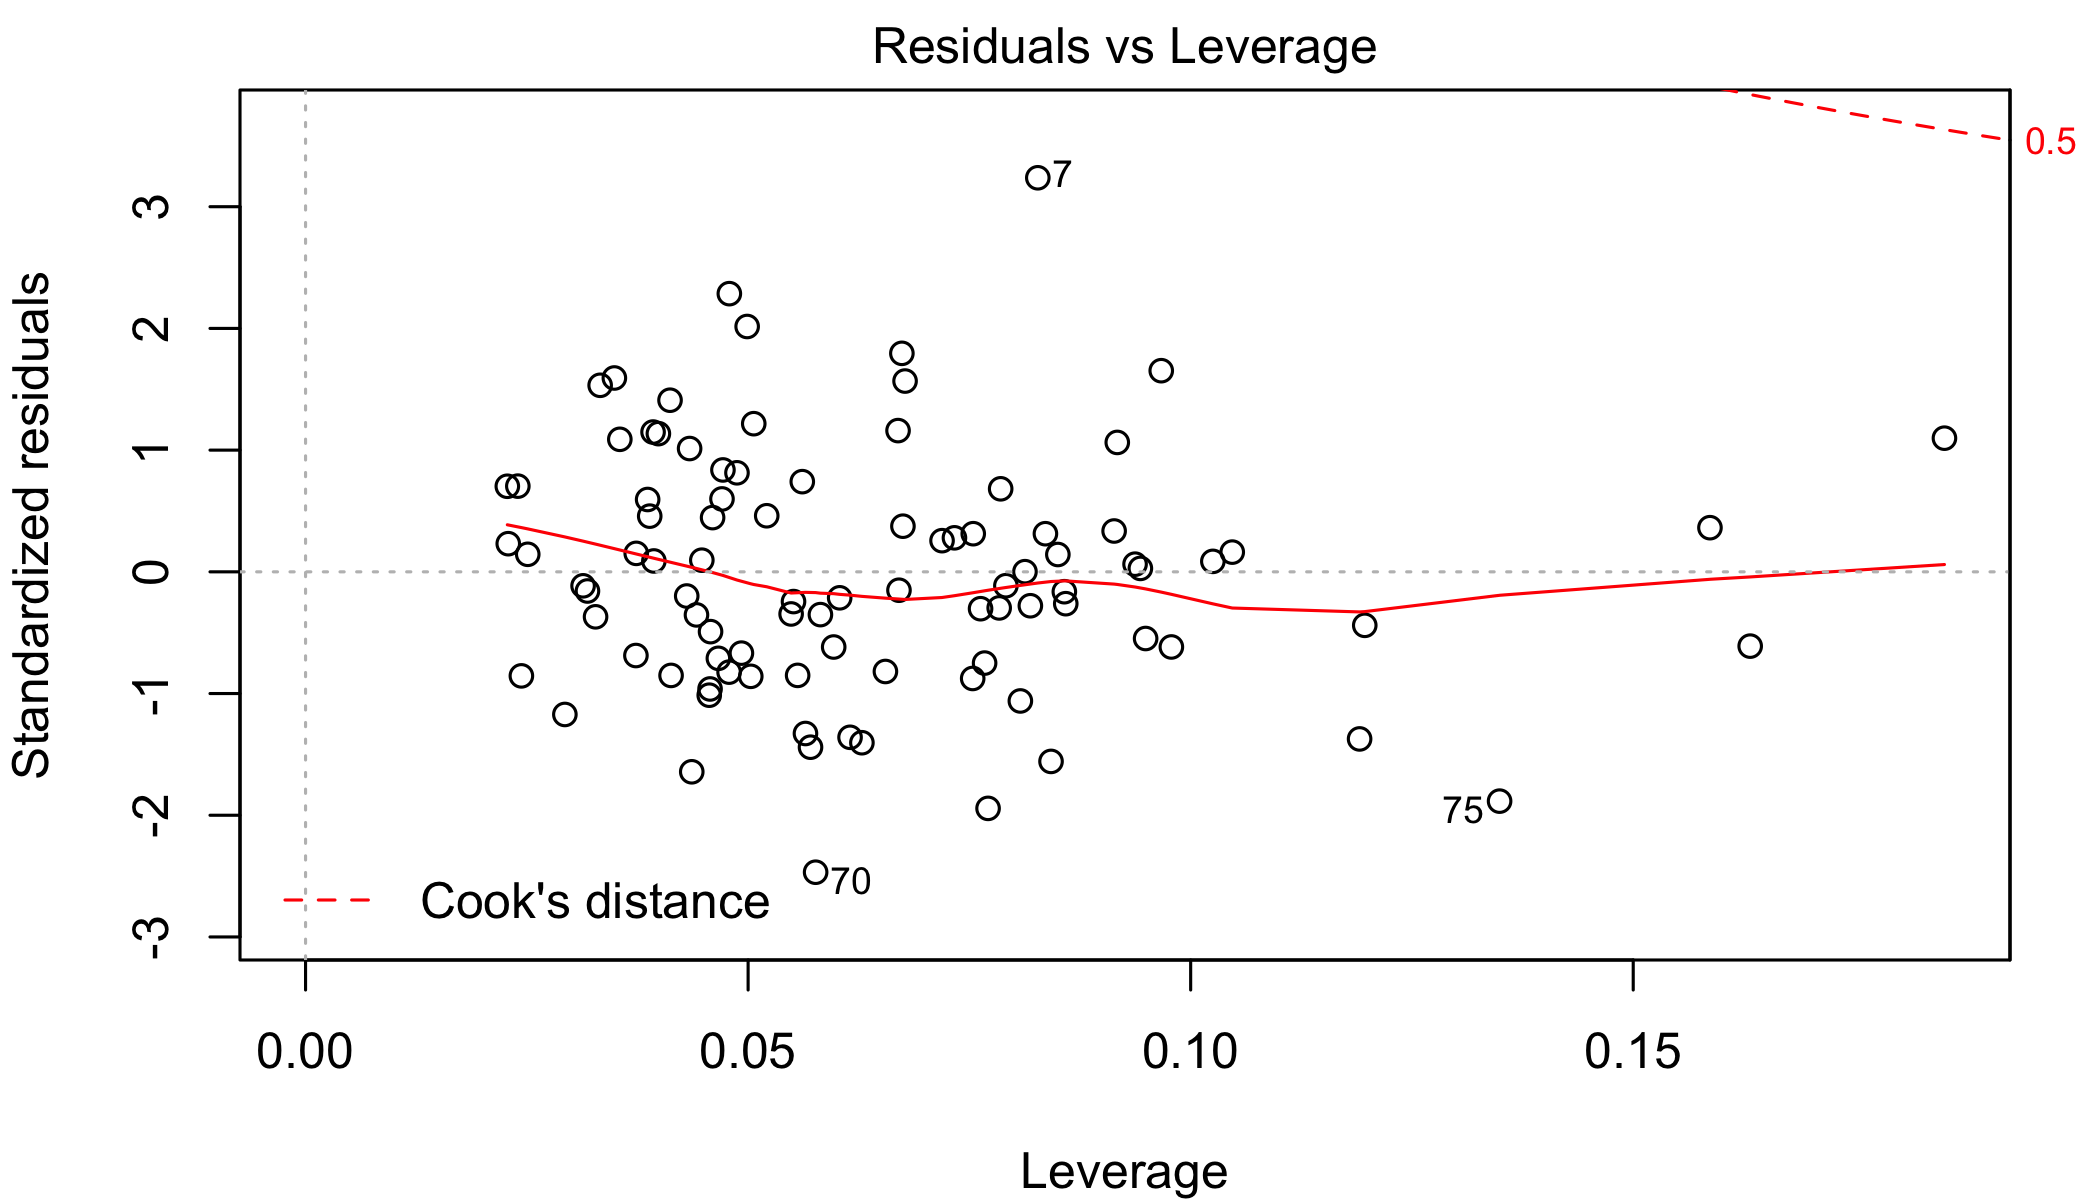 Residuals vs Leverage
0.5
7
3
2
1
0
-1
-2
-3
Standardized residuals
75
70
Cook's distance
0.00 0.05 0.10 0.15
Leverage